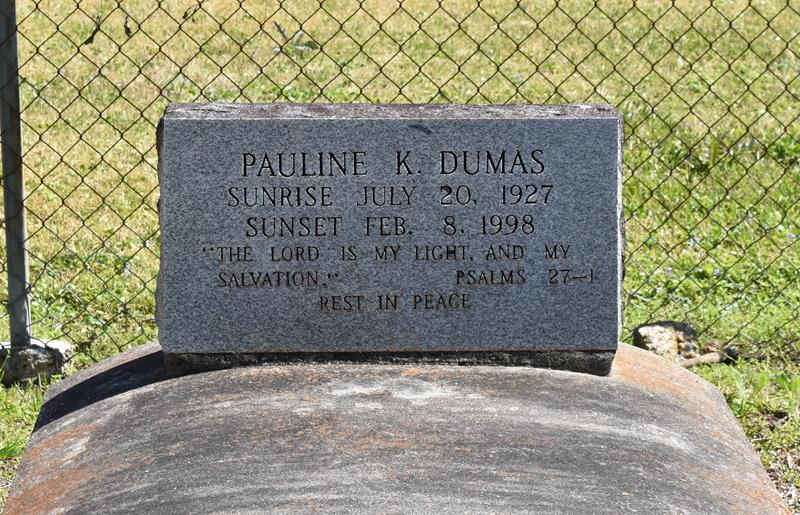 PAULINE K. DUMAS
SUNRISE JULY 20, 1927
SUNSET FEB. 8, 1998
"THE LORD IS MY LIGHT, AND MY
SALVATION." PSALMS 27-1
REST IN PEACE